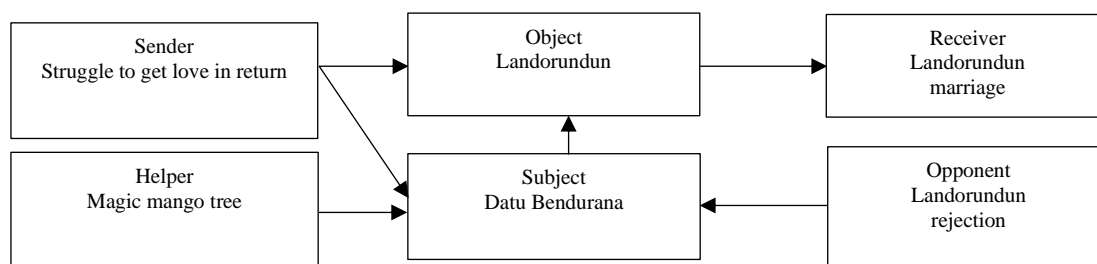 Sender
Struggle to get love in return
Object
Landorundun
Receiver
Landorundun
marriage
Helper
Magic mango tree
Subject
Datu Bendurana
Opponent
Landorundun
rejection